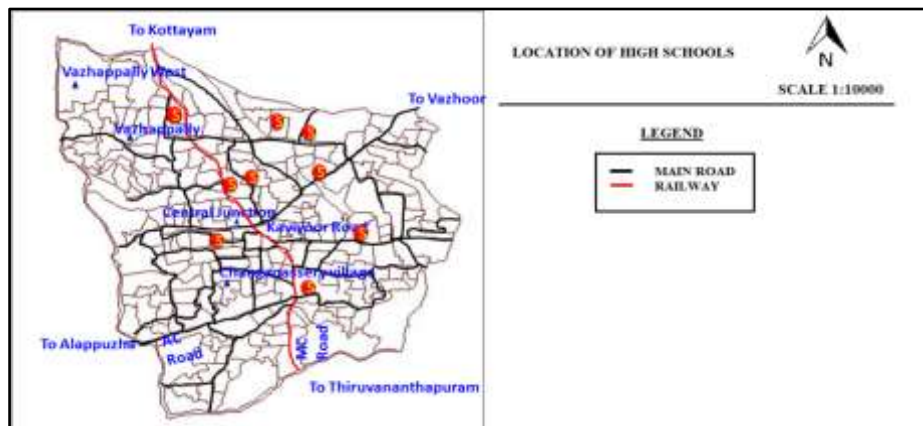 To Kottayam
Vazhappally West
To Vazhoor
S
S
S
Vazhappally
S
S
S
Central Junction
Kaviyoor Road
S
S
Changanassery village
S
To Alappuzha
AC
Road
MC
Road
To Thiruvananthapuram
LOCATION OF HIGH SCHOOLS
N
SCALE 1:10000
LEGEND
MAIN ROAD
RAILWAY